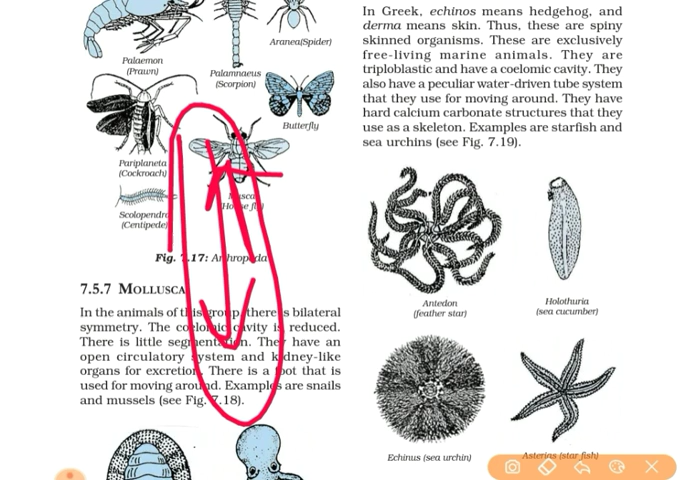 Palaemon
(Prawn)
Palamnaeus
(Scorpion)
Aranea(Spider)
Butterfly
Pariplaneta
(Cockroach)
Musca
(House fly)
Scolopendra
(Centipede)
Fig. 7.17: Arthropoda
7.5.7 MOLLUSCA
In the animals of this group, there is bilateral
symmetry. The coelomic cavity is reduced.
There is little segmentation. They have an
open circulatory system and kidney-like
organs for excretion. There is a foot that is
used for moving around. Examples are snails
and mussels (see Fig. 7.18).
In Greek, echinos means hedgehog, and
derma means skin. Thus, these are spiny
skinned organisms. These are exclusively
free-living marine animals. They are
triploblastic and have a coelomic cavity. They
also have a peculiar water-driven tube system
that they use for moving around. They have
hard calcium carbonate structures that they
use as a skeleton. Examples are starfish and
sea urchins (see Fig. 7.19).
Antedon
(feather star)
Holothuria
(sea cucumber)
Echinus (sea urchin)
Asterias (star fish)